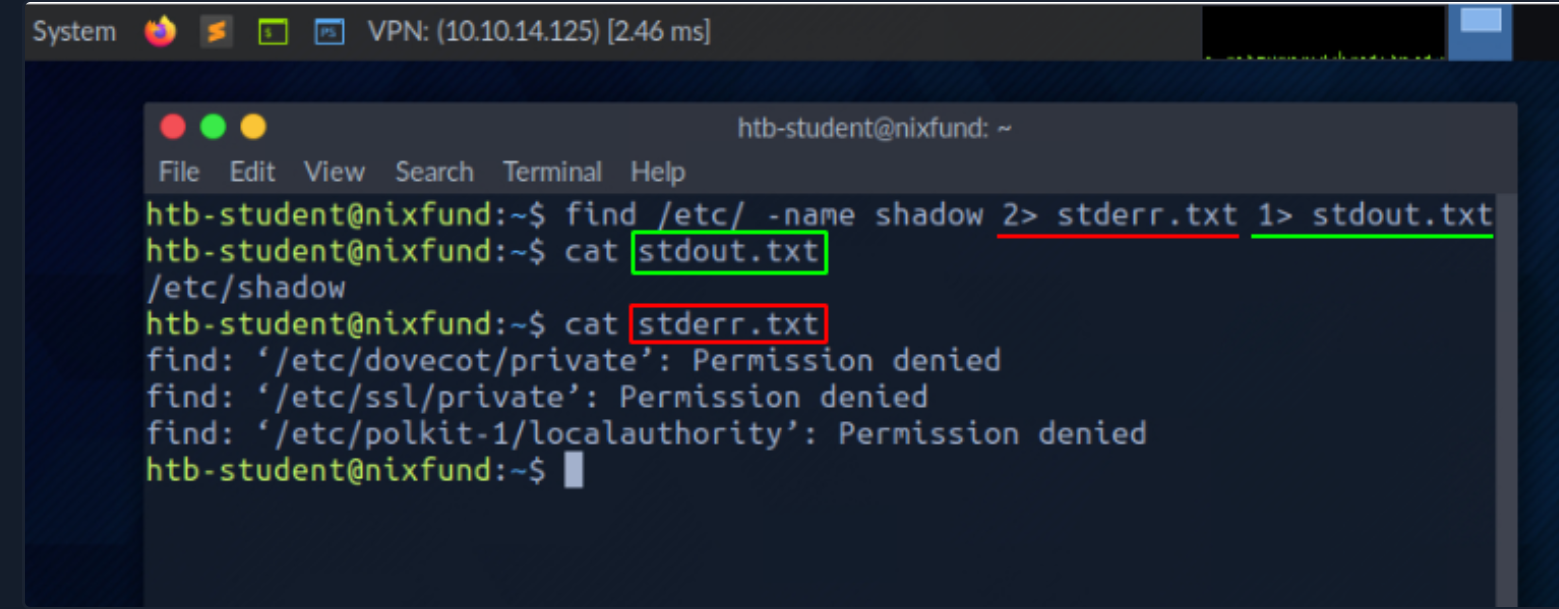 System VPN: (10.10.14.125) [2.46 ms]
htb-student@nixfund: ~
File Edit View Search Terminal Help
htb-student@nixfund:~$ find /etc/ -name shadow 2> stderr.txt 1> stdout.txt
htb-student@nixfund:~$ cat stdout.txt
/etc/shadow
htb-student@nixfund:~$ cat stderr.txt
find: ‘/etc/dovecot/private’: Permission denied
find: ‘/etc/ssl/private’: Permission denied
find: ‘/etc/polkit-1/localauthority’: Permission denied
htb-student@nixfund:~$